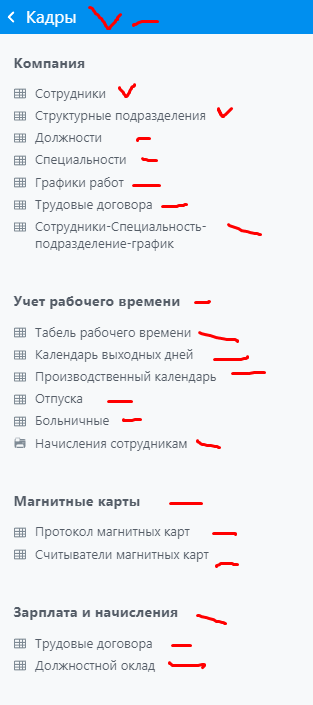 Кадры
Компания
Сотрудники
Структурные подразделения
Должности
Специальности
Графики работ
Трудовые договора
Сотрудники-Специальность-
подразделение-график
Учет рабочего времени
Табель рабочего времени
Календарь выходных дней
Производственный календарь
Отпуска
Больничные
Начисления сотрудникам
Магнитные карты
Протокол магнитных карт
Считыватели магнитных карт
Зарплата и начисления
Трудовые договора
Должностной оклад